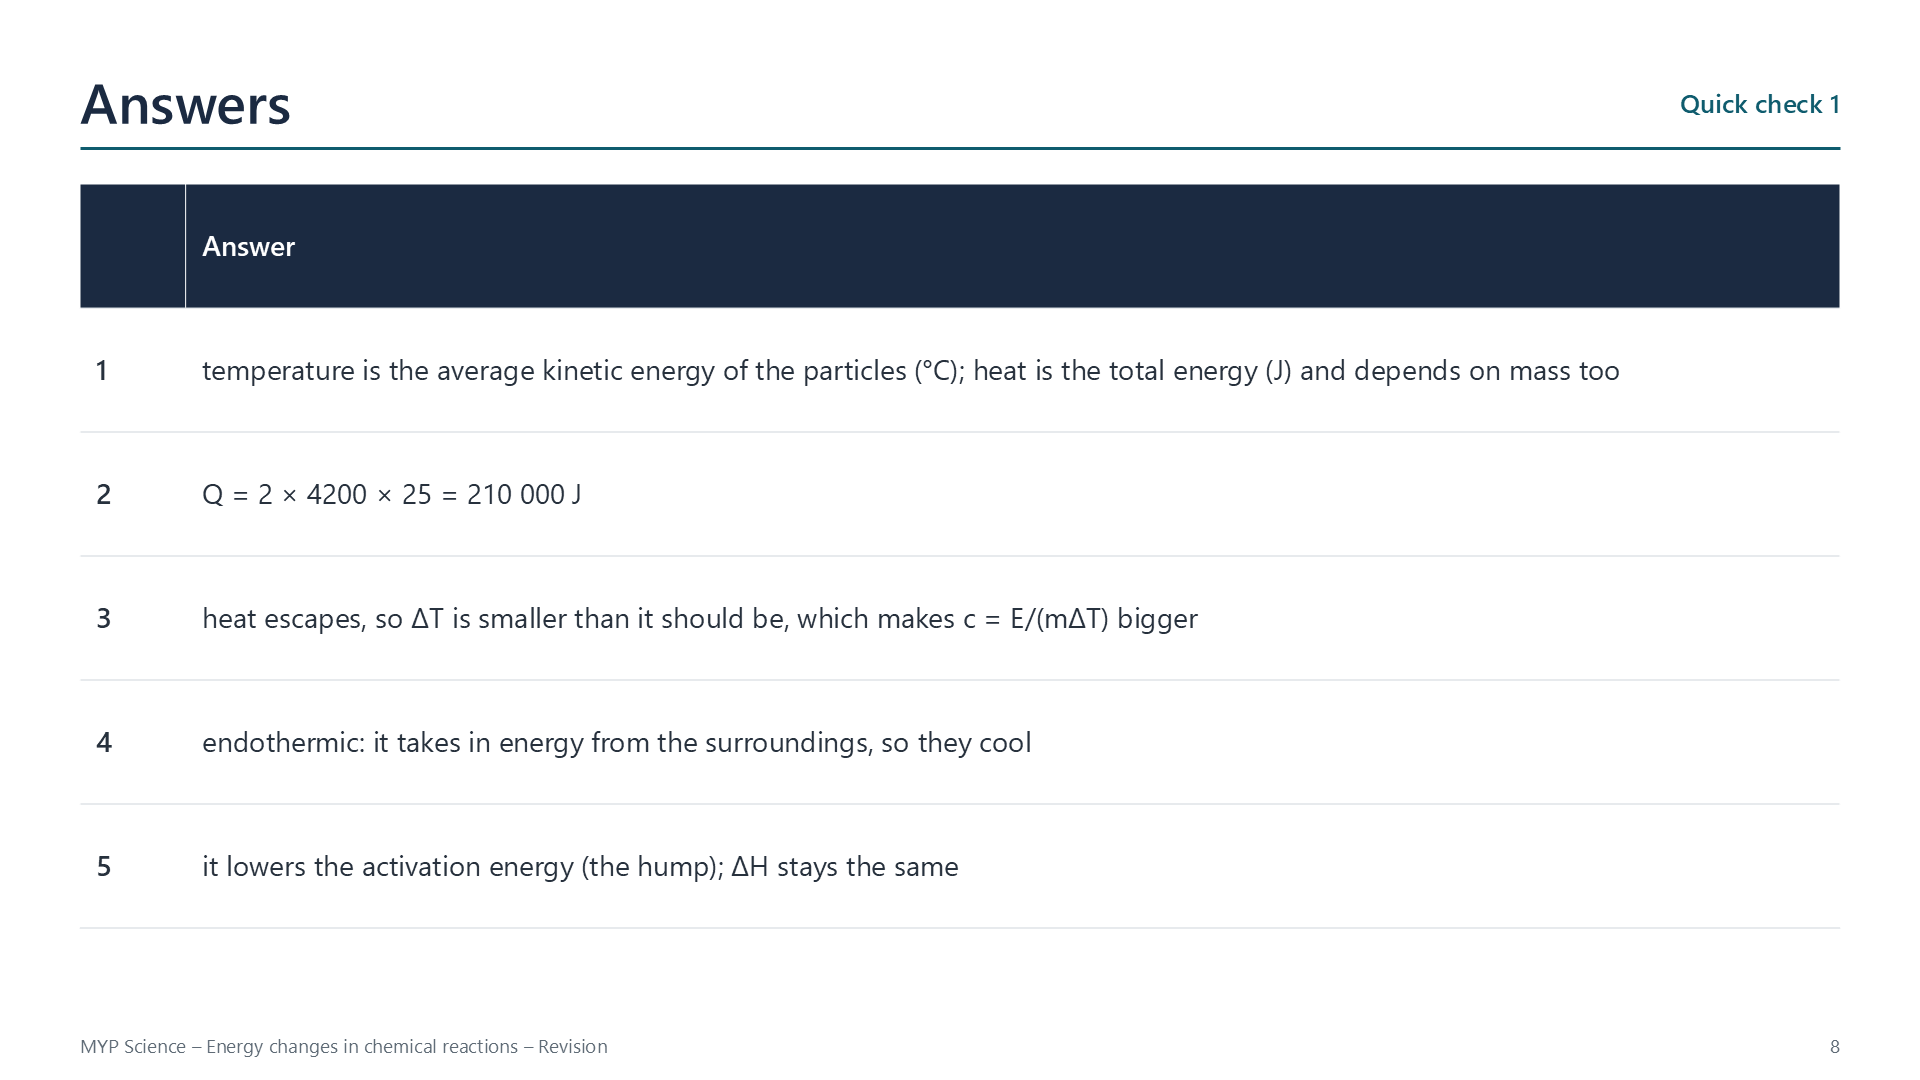 Answers
Quick check 1
Answer
1 temperature is the average kinetic energy of the particles (°C); heat is the total energy (J) and depends on mass too
2 Q = 2 × 4200 × 25 = 210 000 J
3 heat escapes, so ΔT is smaller than it should be, which makes c = E/(mΔT) bigger
4 endothermic: it takes in energy from the surroundings, so they cool
5 it lowers the activation energy (the hump); ΔH stays the same
MYP Science – Energy changes in chemical reactions – Revision
8